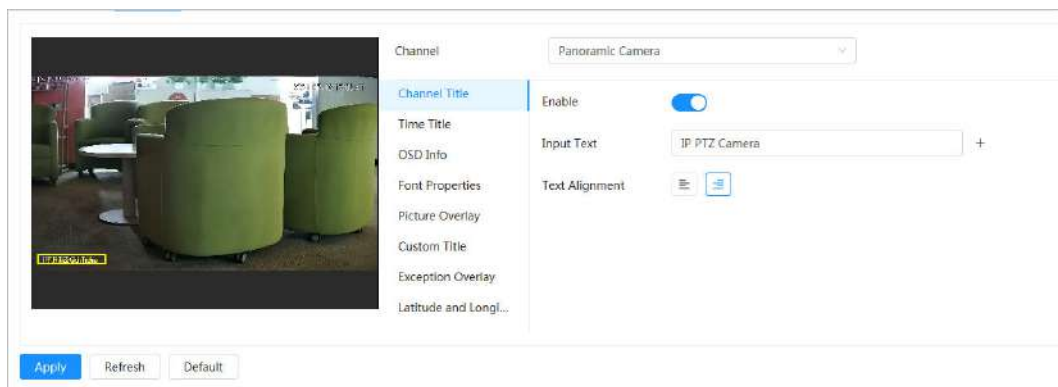 Channel
Panoramic Camera
Channel Title
Enable
Time Title
Input Text
IP PTZ Camera
+
OSD Info
Font Properties
Text Alignment
Picture Overlay
Custom Title
Exception Overlay
Latitude and Longi...
Apply
Refresh
Default